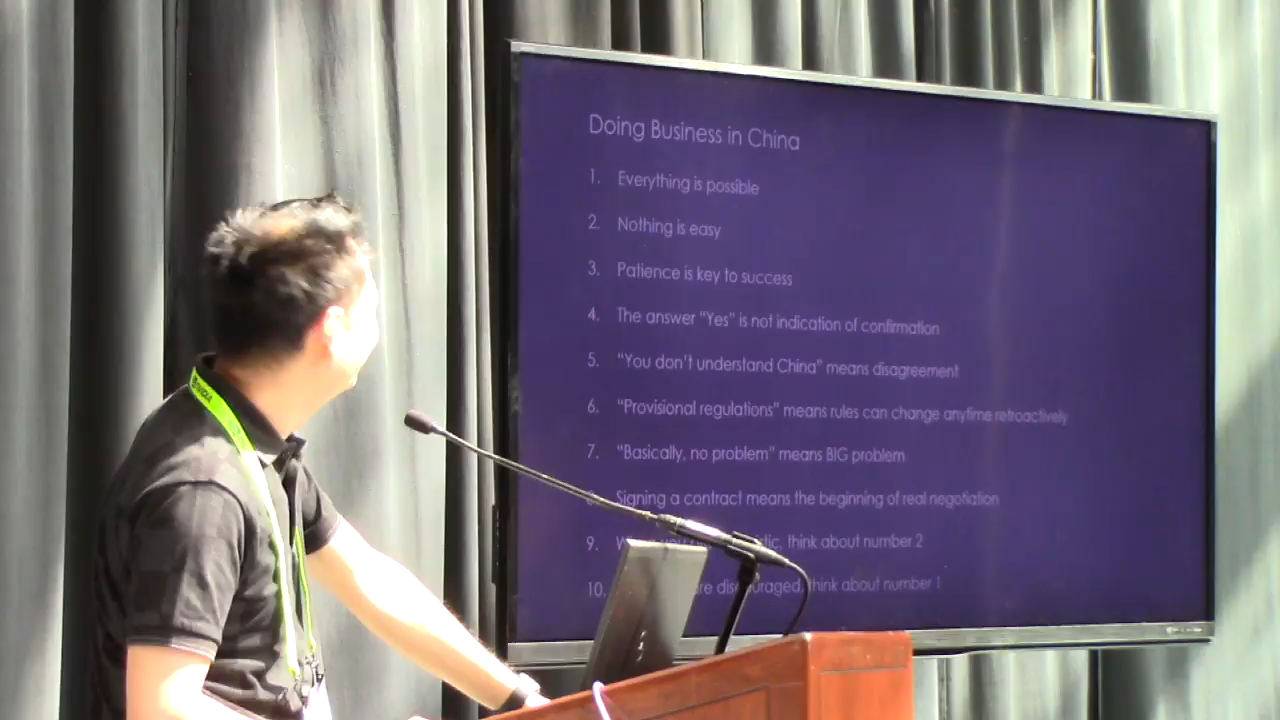 Doing Business in China
1. Everything is possible
2. Nothing is easy
3. Patience is key to success
4. The answer "Yes" is not indication of confirmation
5. "You don't understand China" means disagreement
6. "Provisional regulations" means rules can change anytime retroactively
7. "Basically, no problem" means BIG problem
Signing a contract means the beginning of real negotiation
9. think about number 2
10. discouraged, think about number 1
NVIDIA